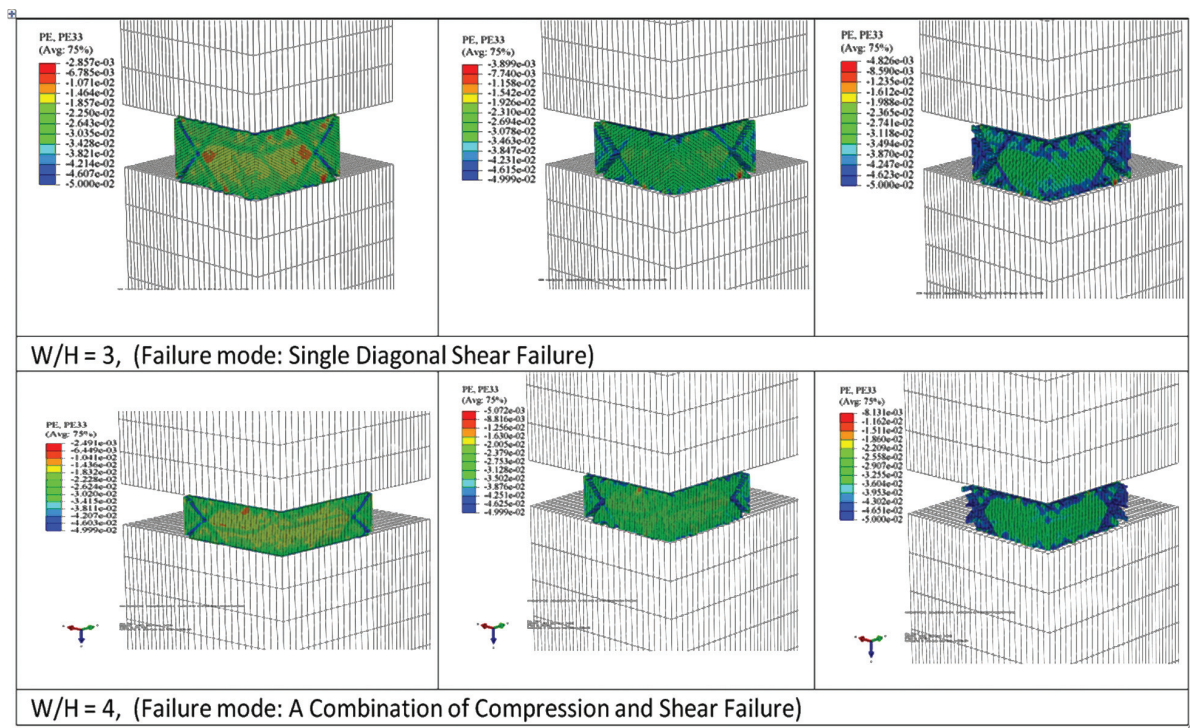 PE, PE33
(Avg: 75%)
-2.857e-03
-6.785e-03
-1.071e-02
-1.464e-02
-1.857e-02
-2.250e-02
-2.643e-02
-3.035e-02
-3.428e-02
-3.821e-02
-4.214e-02
-4.607e-02
-5.000e-02
PE, PE33
(Avg: 75%)
-3.899e-03
-7.740e-03
-1.158e-02
-1.542e-02
-1.926e-02
-2.310e-02
-2.694e-02
-3.078e-02
-3.463e-02
-3.847e-02
-4.231e-02
-4.615e-02
-4.999e-02
PE, PE33
(Avg: 75%)
-4.826e-03
-8.590e-03
-1.235e-02
-1.612e-02
-1.988e-02
-2.365e-02
-2.741e-02
-3.118e-02
-3.494e-02
-3.870e-02
-4.247e-02
-4.623e-02
-5.000e-02
W/H = 3, (Failure mode: Single Diagonal Shear Failure)
PE, PE33
(Avg: 75%)
-2.491e-03
-6.449e-03
-1.041e-02
-1.436e-02
-1.832e-02
-2.228e-02
-2.624e-02
-3.020e-02
-3.415e-02
-3.811e-02
-4.207e-02
-4.603e-02
-4.999e-02
PE, PE33
(Avg: 75%)
-5.072e-03
-8.816e-03
-1.256e-02
-1.630e-02
-2.005e-02
-2.379e-02
-2.753e-02
-3.128e-02
-3.502e-02
-3.876e-02
-4.251e-02
-4.625e-02
-4.999e-02
PE, PE33
(Avg: 75%)
-8.131e-03
-1.162e-02
-1.511e-02
-1.860e-02
-2.209e-02
-2.558e-02
-2.907e-02
-3.255e-02
-3.604e-02
-3.953e-02
-4.302e-02
-4.651e-02
-5.000e-02
W/H = 4, (Failure mode: A Combination of Compression and Shear Failure)